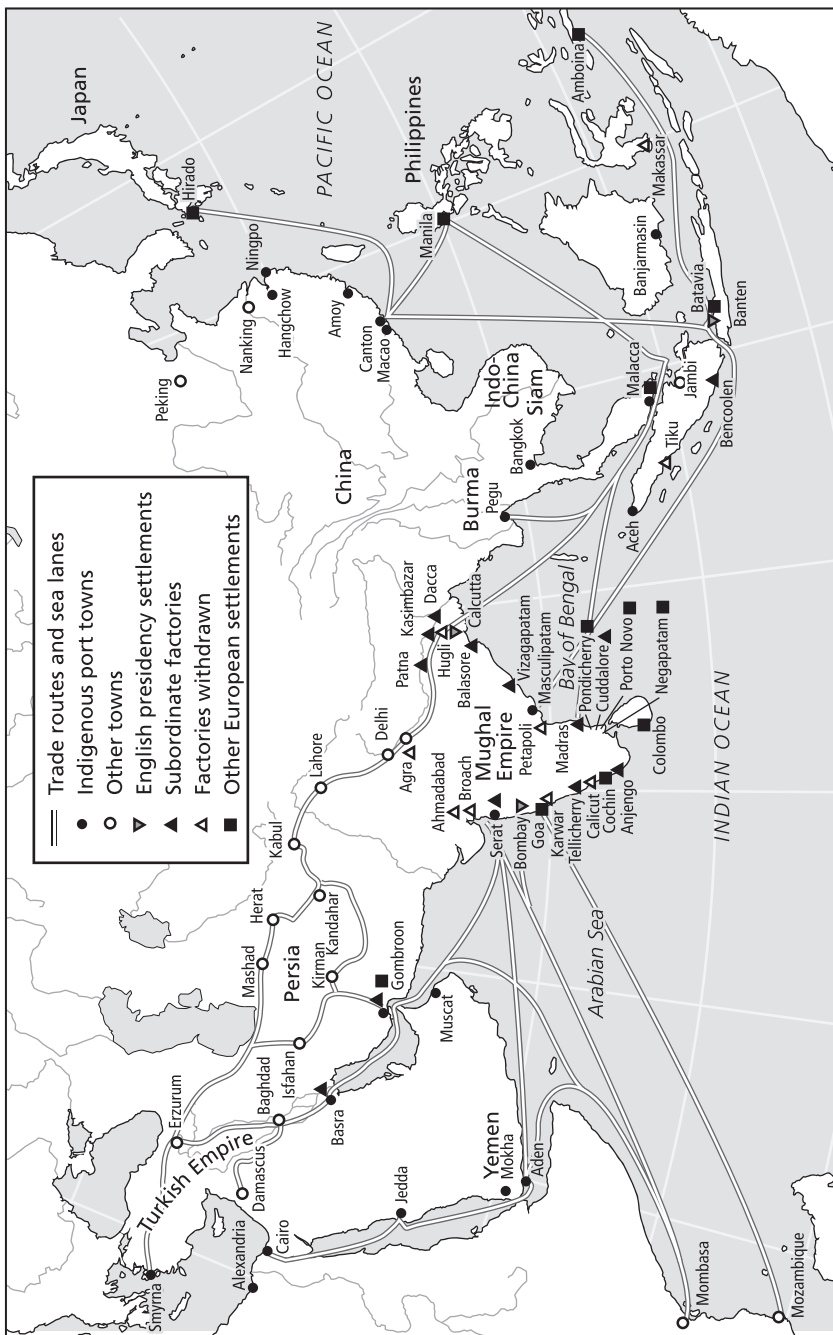 Trade routes and sea lanes
Indigenous port towns
Other towns
English presidency settlements
Subordinate factories
Factories withdrawn
Other European settlements
Japan
PACIFIC OCEAN
Philippines
Hirado
Ningpo
Nanking
Hangchow
Peking
Amoy
Canton
Macao
Manila
Amboina
Makassar
Banjarmasin
Batavia
Banten
China
Indo-
China
Siam
Bangkok
Malacca
Jambi
Bencoolen
Tiku
Aceh
Burma
Pegu
Dacca
Kasimbazar
Calcutta
Hugli
Patna
Balasore
Vizagapatam
Masculipatam
Bay of Bengal
Pondicherry
Cuddalore
Porto Novo
Negapatam
Colombo
Delhi
Agra
Lahore
Kabul
Mughal
Empire
Petapoli
Madras
Ahmadabad
Broach
Serat
Bombay
Goa
Karwar
Tellicherry
Calicut
Cochin
Anjengo
INDIAN OCEAN
Herat
Kandahar
Mashad
Persia
Kirman
Gombroon
Isfahan
Muscat
Arabian Sea
Erzurum
Baghdad
Basra
Turkish Empire
Damascus
Smyrna
Alexandria
Cairo
Jedda
Yemen
Mokha
Aden
Mombasa
Mozambique